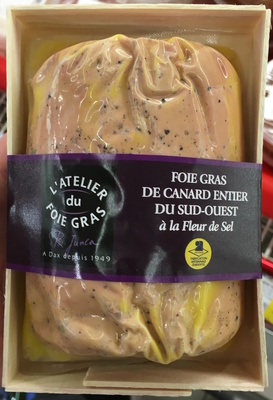 L'ATELIER
du
FOIE GRAS
A Dax depuis 1949
FOIE GRAS
DE CANARD ENTIER
DU SUD-OUEST
à la Fleur de Sel